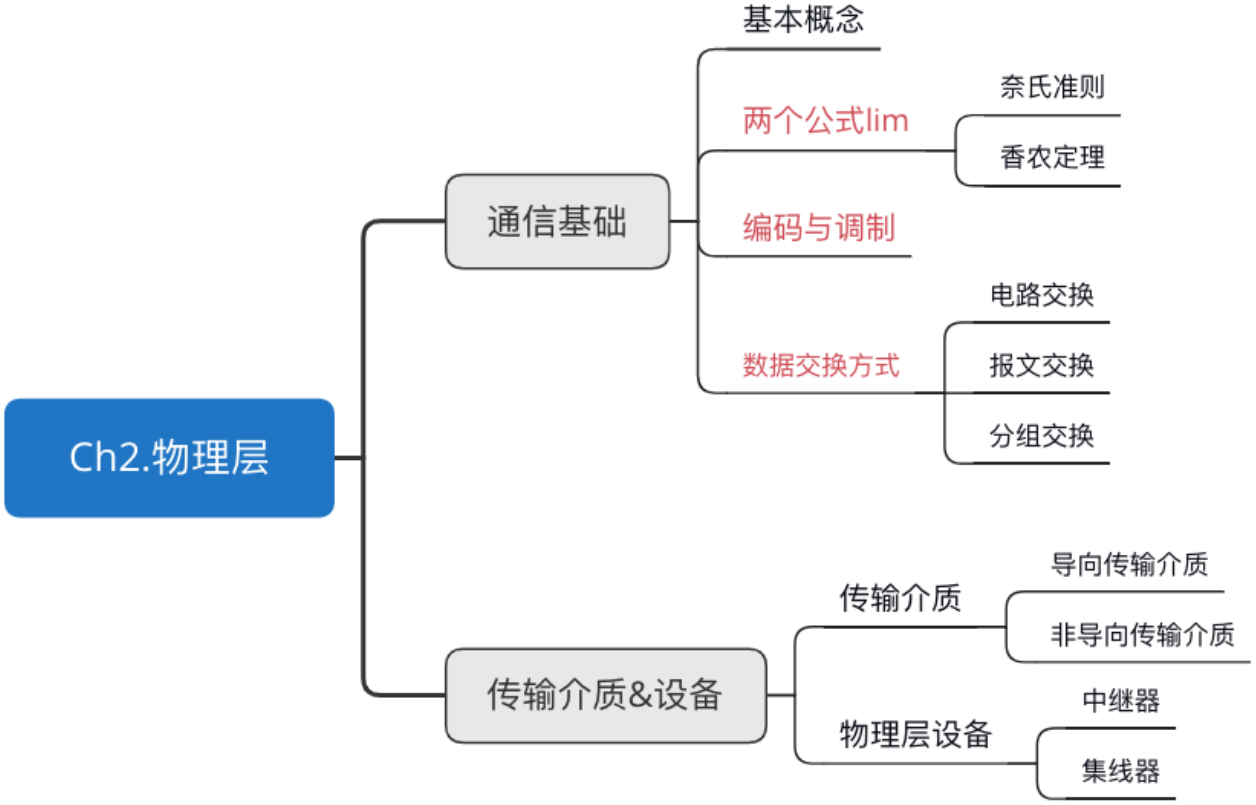 Ch2.物理层
通信基础
基本概念
两个公式lim
奈氏准则
香农定理
编码与调制
数据交换方式
电路交换
报文交换
分组交换
传输介质&设备
传输介质
导向传输介质
非导向传输介质
物理层设备
中继器
集线器